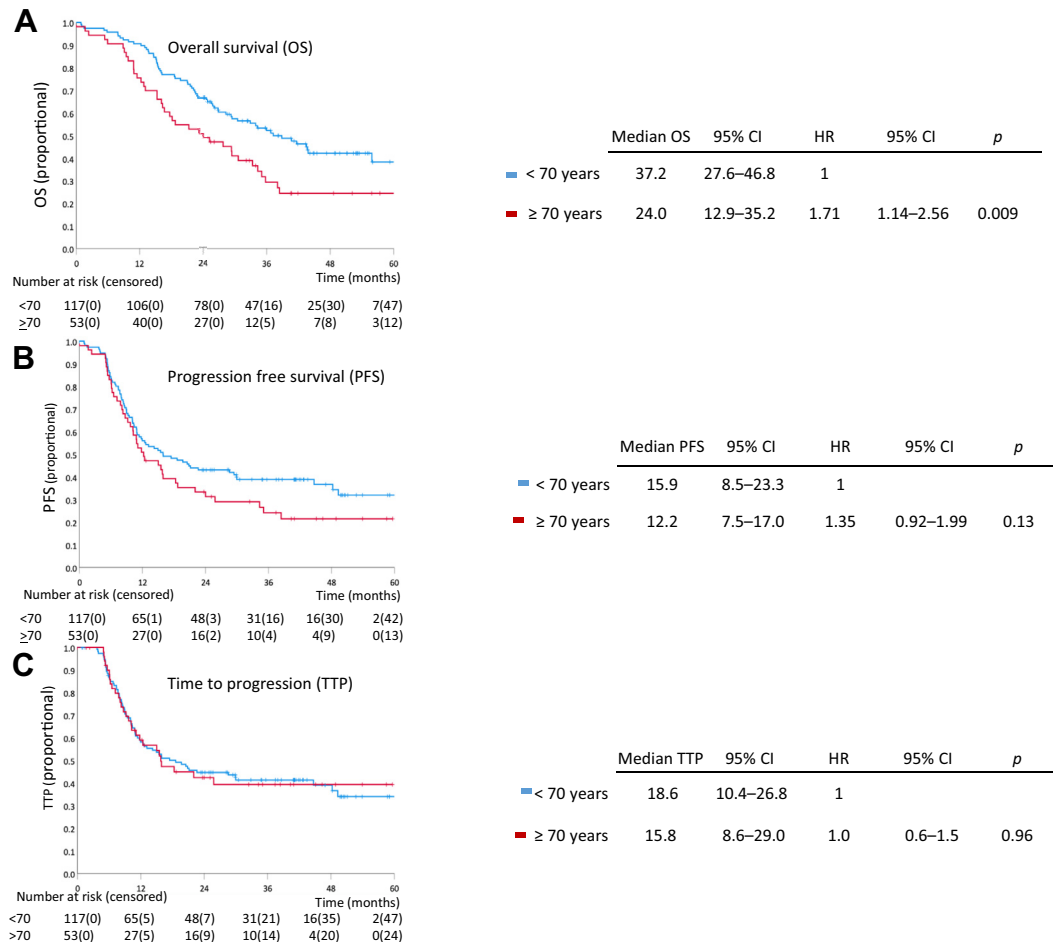 A
Overall survival (OS)
OS (proportional)
1.0
0.9
0.8
0.7
0.6
0.5
0.4
0.3
0.2
0.1
0.0
0 12 24 36 48 60
Number at risk (censored) Time (months)
<70 117(0) 106(0) 78(0) 47(16) 25(30) 7(47)
≥70 53(0) 40(0) 27(0) 12(5) 7(8) 3(12)
Median OS 95% CI HR 95% CI p
< 70 years 37.2 27.6–46.8 1
≥ 70 years 24.0 12.9–35.2 1.71 1.14–2.56 0.009
B
Progression free survival (PFS)
PFS (proportional)
1.0
0.9
0.8
0.7
0.6
0.5
0.4
0.3
0.2
0.1
0.0
0 12 24 36 48 60
Number at risk (censored) Time (months)
<70 117(0) 65(1) 48(3) 31(16) 16(30) 2(42)
≥70 53(0) 27(0) 16(2) 10(4) 4(9) 0(13)
Median PFS 95% CI HR 95% CI p
< 70 years 15.9 8.5–23.3 1
≥ 70 years 12.2 7.5–17.0 1.35 0.92–1.99 0.13
C
Time to progression (TTP)
TTP (proportional)
1.0
0.9
0.8
0.7
0.6
0.5
0.4
0.3
0.2
0.1
0.0
0 12 24 36 48 60
Number at risk (censored) Time (months)
<70 117(0) 65(5) 48(7) 31(21) 16(35) 2(47)
>70 53(0) 27(5) 16(9) 10(14) 4(20) 0(24)
Median TTP 95% CI HR 95% CI p
< 70 years 18.6 10.4–26.8 1
≥ 70 years 15.8 8.6–29.0 1.0 0.6–1.5 0.96